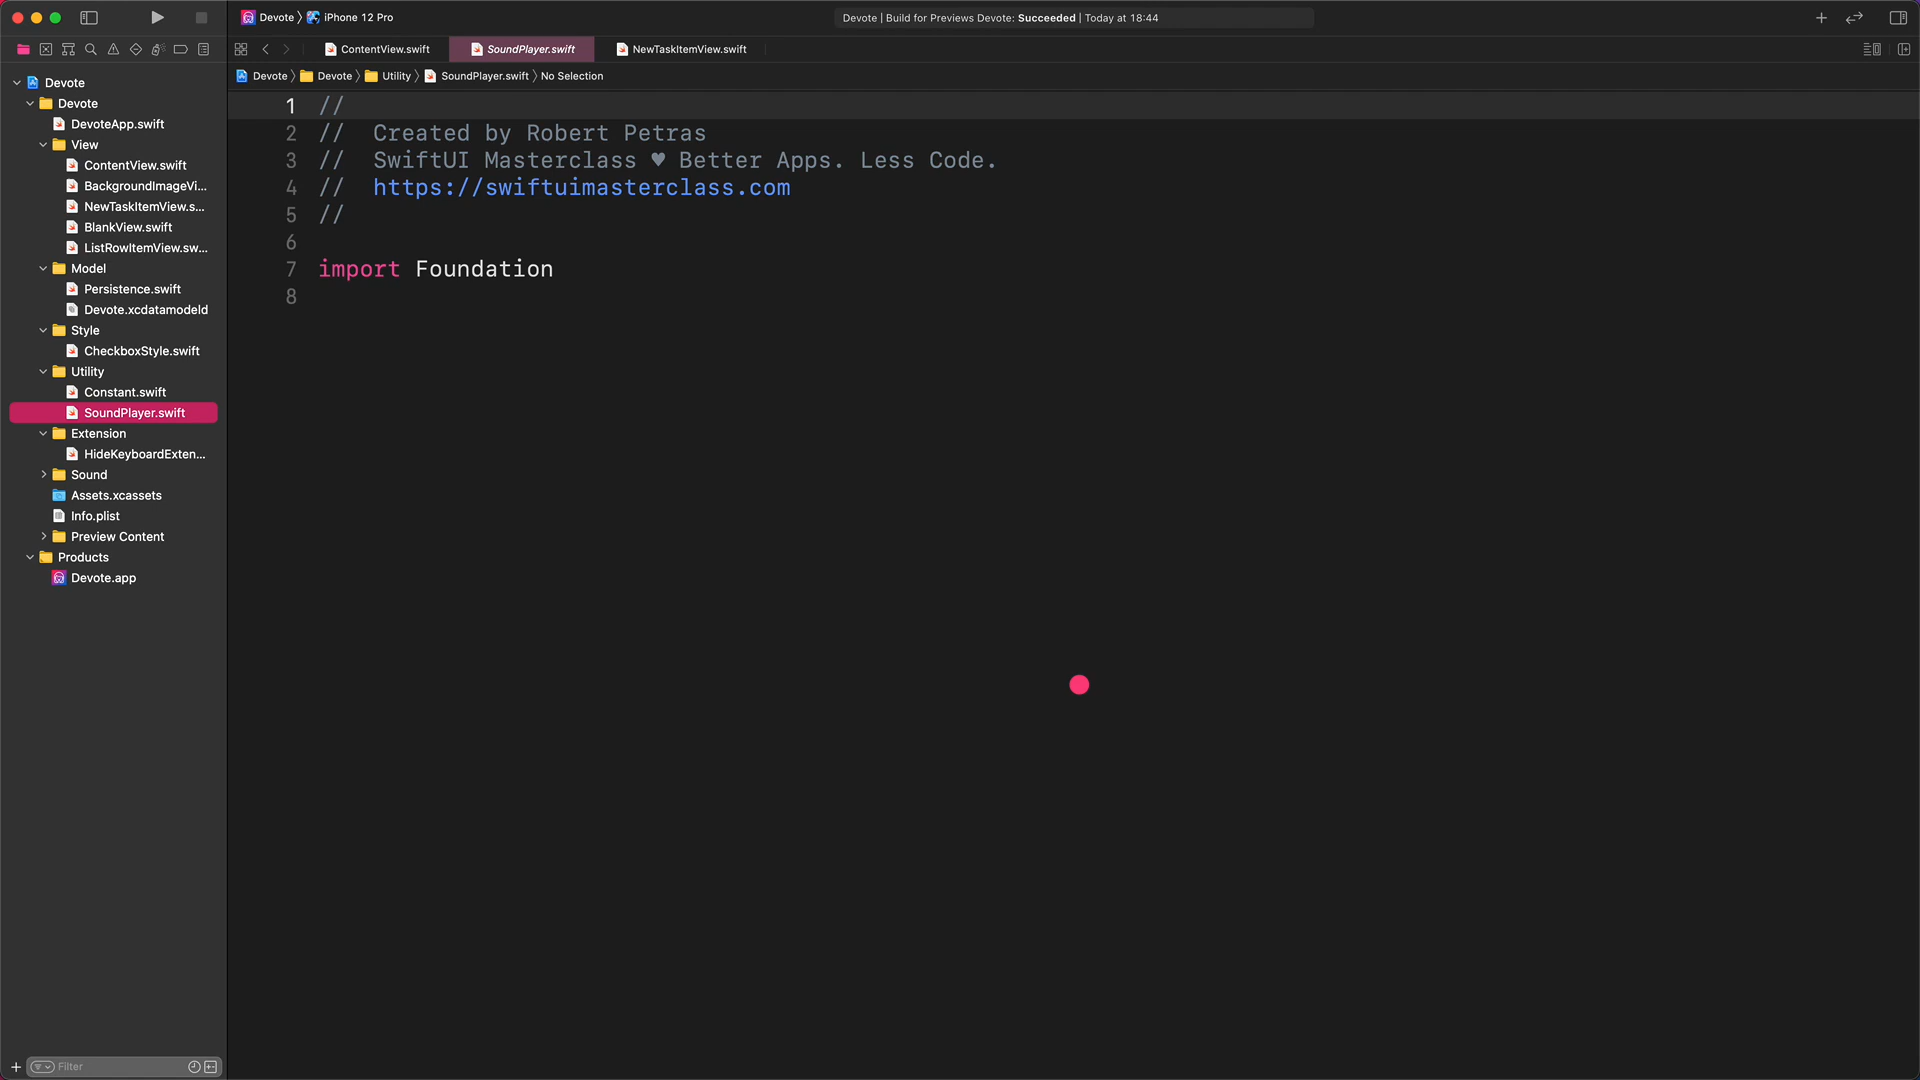 Devote
iPhone 12 Pro
Devote | Build for Previews Devote: Succeeded | Today at 18:44
ContentView.swift
SoundPlayer.swift
NewTaskItemView.swift
Devote
Devote
Utility
SoundPlayer.swift
No Selection
Devote
Devote
DevoteApp.swift
View
ContentView.swift
BackgroundImageVi...
NewTaskItemView.s...
BlankView.swift
ListRowItemView.sw...
Model
Persistence.swift
Devote.xcdatamodeld
Style
CheckboxStyle.swift
Utility
Constant.swift
SoundPlayer.swift
Extension
HideKeyboardExten...
Sound
Assets.xcassets
Info.plist
Preview Content
Products
Devote.app
Filter
1 //
2 // Created by Robert Petras
3 // SwiftUI Masterclass ♥ Better Apps. Less Code.
4 // https://swiftuimasterclass.com
5 //
6
7 import Foundation
8